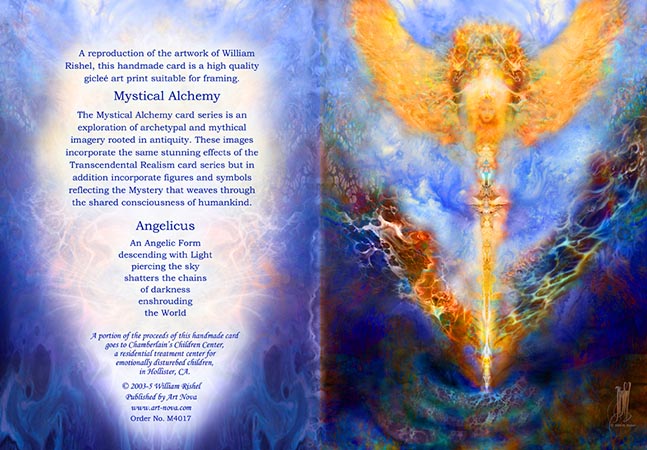 A reproduction of the artwork of William
Rishel, this handmade card is a high quality
gicleé art print suitable for framing.
Mystical Alchemy
The Mystical Alchemy card series is an
exploration of archetypal and mythical
imagery rooted in antiquity. These images
incorporate the same stunning effects of the
Transcendental Realism card series but in
addition incorporate figures and symbols
reflecting the Mystery that weaves through
the shared consciousness of humankind.
Angelicus
An Angelic Form
descending with Light
piercing the sky
shatters the chains
of darkness
enshrouding
the World
A portion of the proceeds of this handmade card
goes to Chamberlain's Children Center,
a residential treatment center for
emotionally disturebed children,
in Hollister, CA.
© 2003-5 William Rishel
Published by Art Nova
www.art-nova.com
Order No. M4017